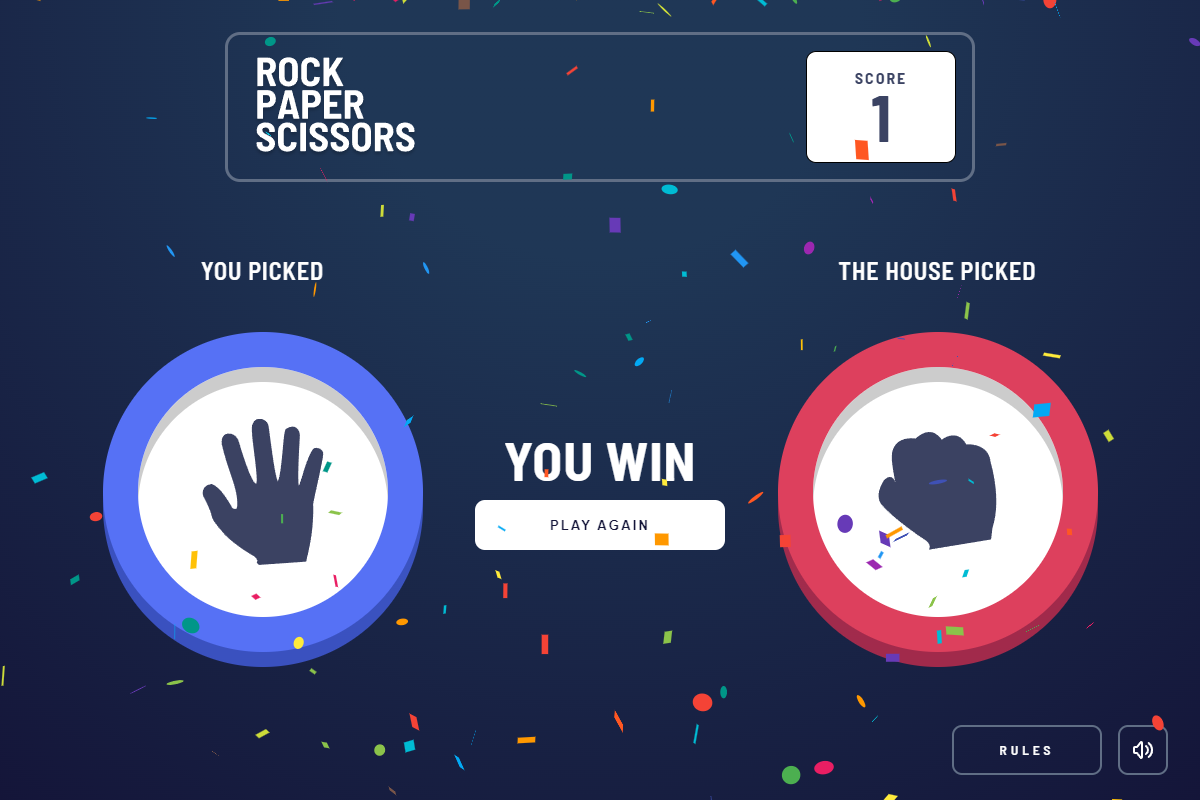 ROCK
PAPER
SCISSORS
SCORE
1
YOU PICKED
THE HOUSE PICKED
YOU WIN
PLAY AGAIN
RULES